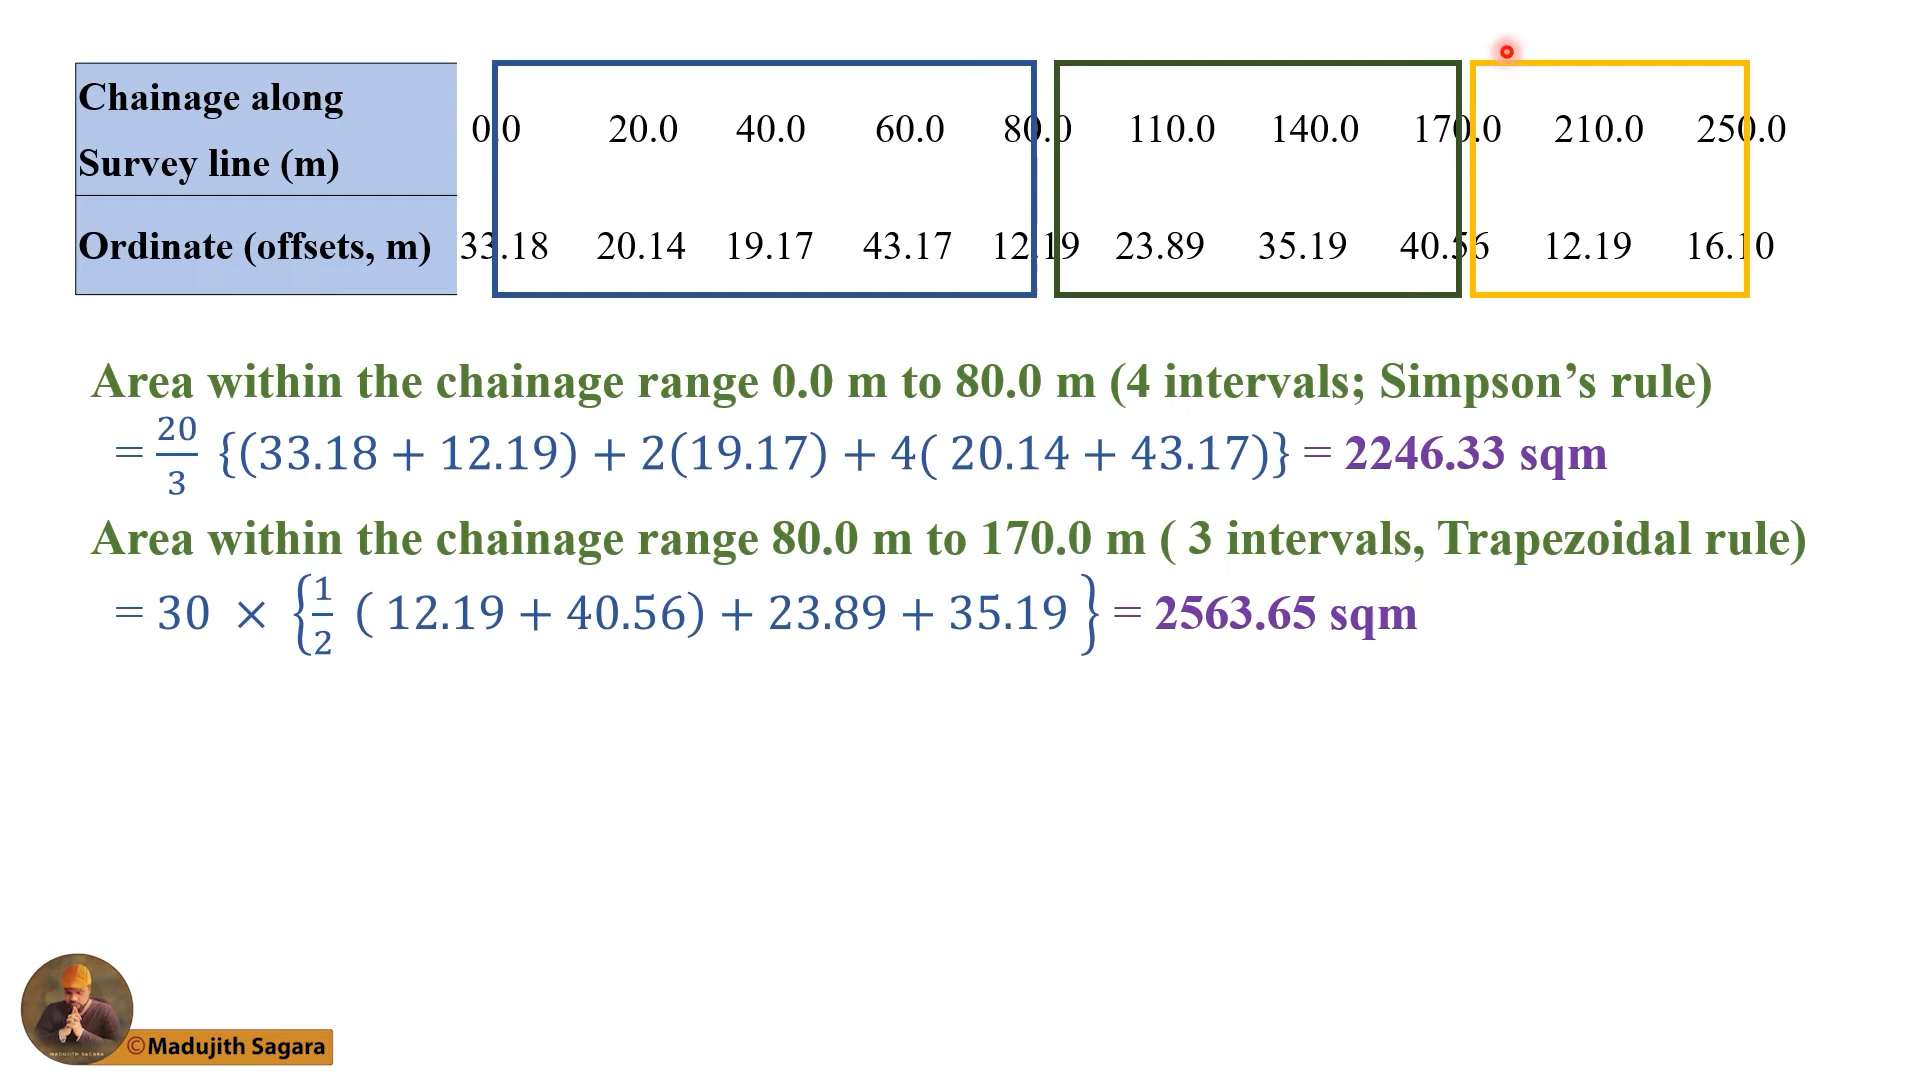 Chainage along
Survey line (m)
0.0 20.0 40.0 60.0 80.0 110.0 140.0 170.0 210.0 250.0
Ordinate (offsets, m) 33.18 20.14 19.17 43.17 12.19 23.89 35.19 40.56 12.19 16.10
Area within the chainage range 0.0 m to 80.0 m (4 intervals; Simpson’s rule)
= 20/3 {(33.18 + 12.19) + 2(19.17) + 4( 20.14 + 43.17)} = 2246.33 sqm
Area within the chainage range 80.0 m to 170.0 m ( 3 intervals, Trapezoidal rule)
= 30 × {1/2 ( 12.19 + 40.56) + 23.89 + 35.19 } = 2563.65 sqm
MADUJITH SAGARA
©Madujith Sagara